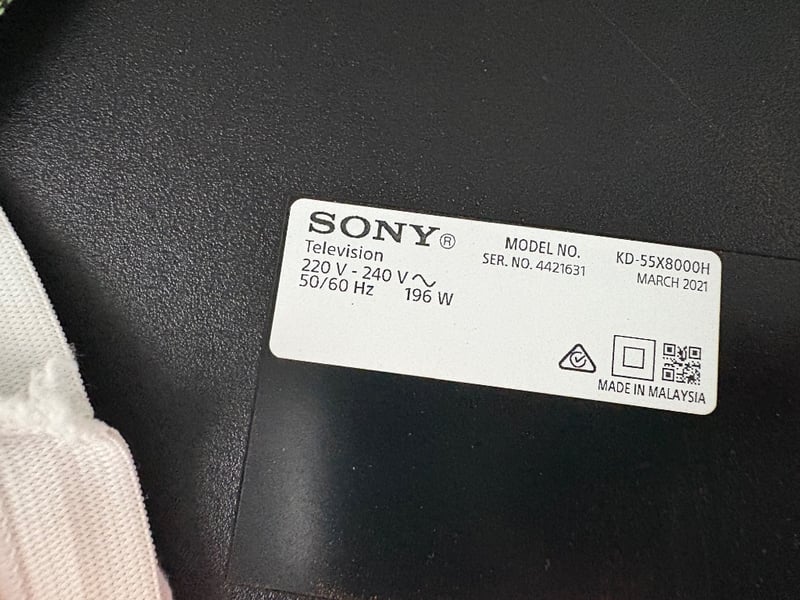 SONY®
Television
220 V - 240 V ~
50/60 Hz 196 W
MODEL NO. KD-55X8000H
SER. NO. 4421631 MARCH 2021
MADE IN MALAYSIA